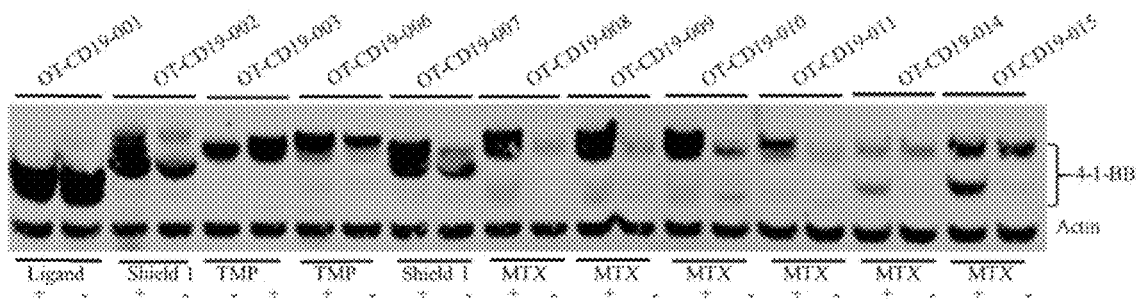 OT-CD19-001 OT-CD19-002 OT-CD19-003 OT-CD19-006 OT-CD19-007 OT-CD19-008 OT-CD19-009 OT-CD19-010 OT-CD19-011 OT-CD19-014 OT-CD19-015
4-1-BB
Actin
Ligand Shield 1 TMP TMP Shield 1 MTX MTX MTX MTX MTX MTX